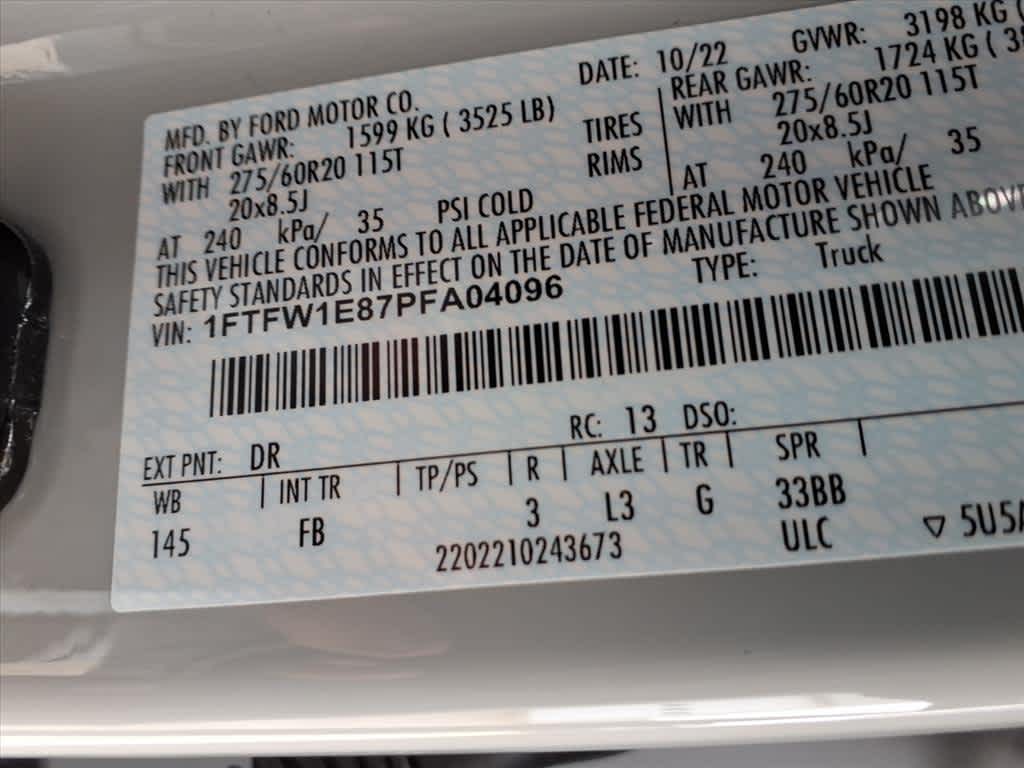 MFD. BY FORD MOTOR CO.
DATE: 10/22
GVWR: 3198 KG (
FRONT GAWR: 1599 KG ( 3525 LB)
REAR GAWR: 1724 KG ( 3
WITH 275/60R20 115T
TIRES
WITH 275/60R20 115T
20x8.5J
RIMS
20x8.5J
AT 240 kPa/ 35 PSI COLD
AT 240 kPa/ 35
THIS VEHICLE CONFORMS TO ALL APPLICABLE FEDERAL MOTOR VEHICLE
SAFETY STANDARDS IN EFFECT ON THE DATE OF MANUFACTURE SHOWN ABOVE
VIN: 1FTFW1E87PFA04096
TYPE: Truck
EXT PNT: DR
RC: 13 DSO:
WB | INT TR | TP/PS | R | AXLE | TR | SPR |
145 FB 3 L3 G 33BB
2202210243673
ULC
▽ 5U5A